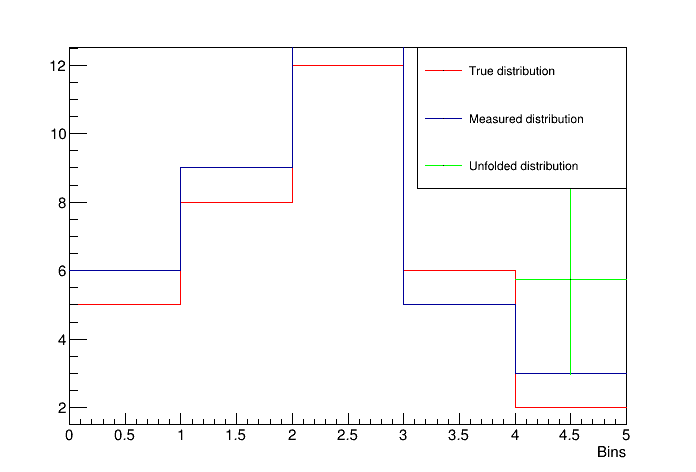 12
10
8
6
4
2
True distribution
Measured distribution
Unfolded distribution
0 0.5 1 1.5 2 2.5 3 3.5 4 4.5 5
Bins